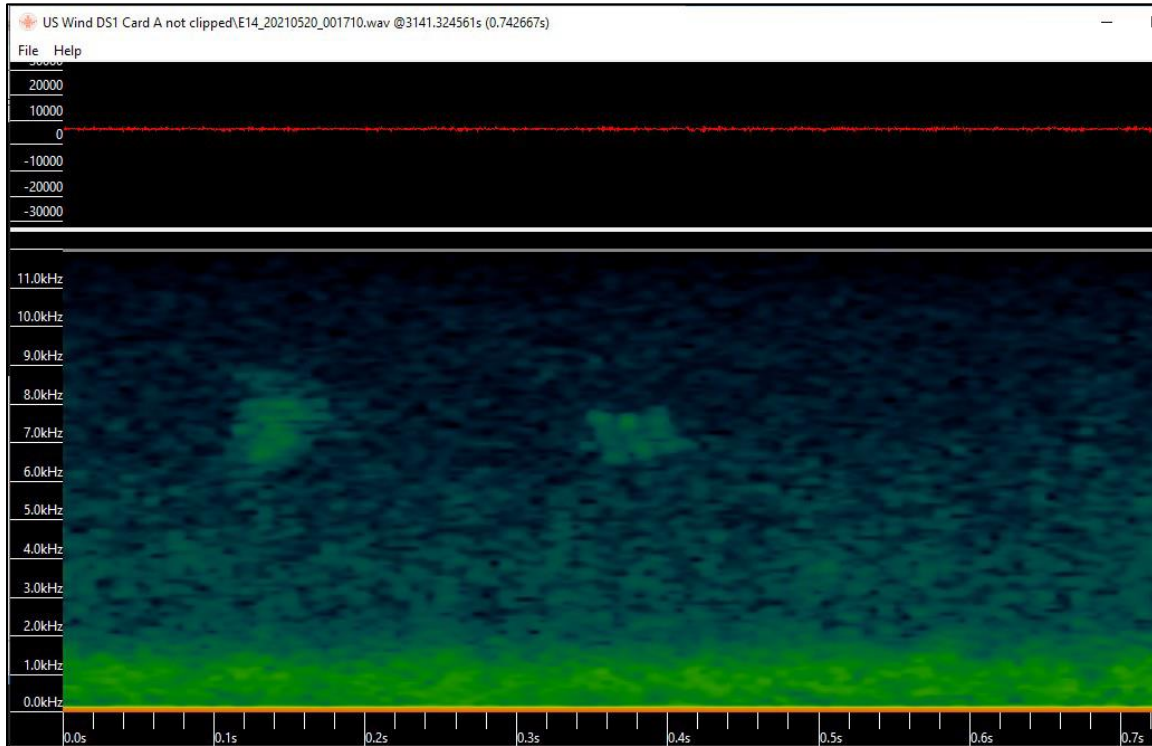 US Wind DS1 Card A not clipped\E14_20210520_001710.wav @3141.324561s (0.742667s)
File Help
30000
20000
10000
0
-10000
-20000
-30000
11.0kHz
10.0kHz
9.0kHz
8.0kHz
7.0kHz
6.0kHz
5.0kHz
4.0kHz
3.0kHz
2.0kHz
1.0kHz
0.0kHz
0.0s 0.1s 0.2s 0.3s 0.4s 0.5s 0.6s 0.7s